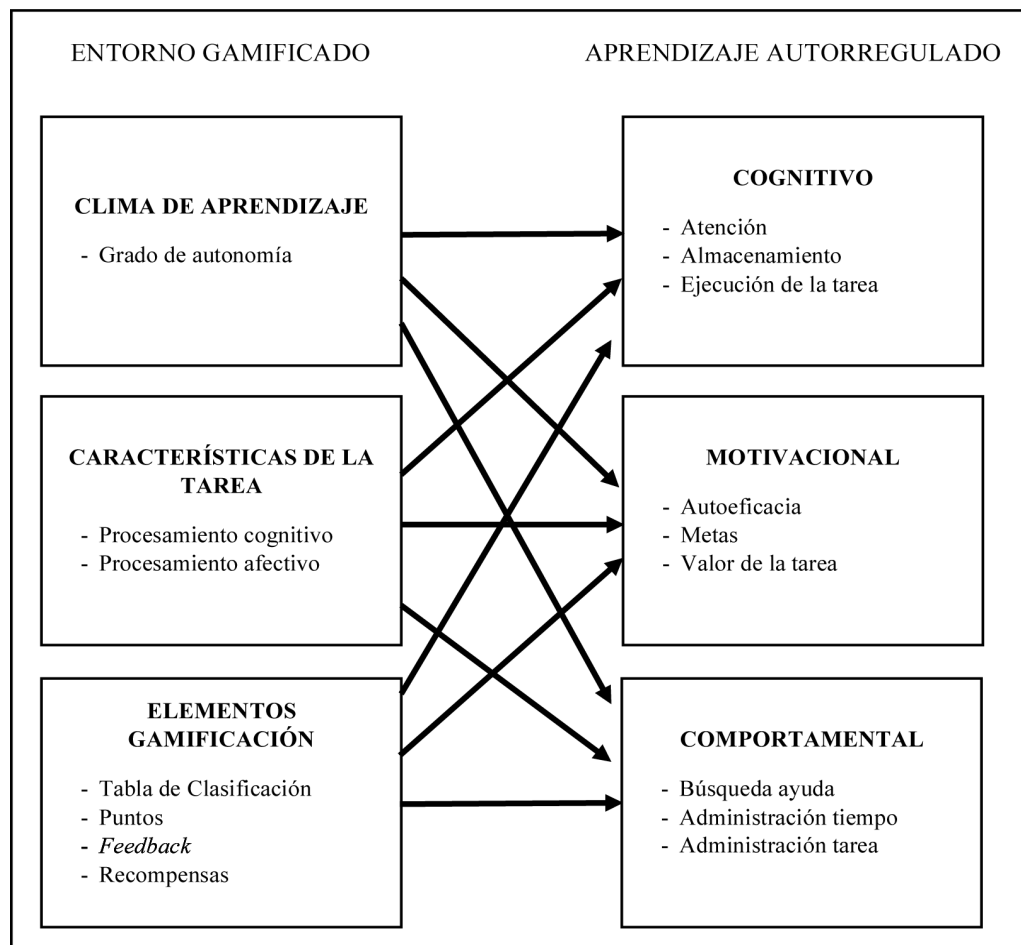 ENTORNO GAMIFICADO
APRENDIZAJE AUTORREGULADO
CLIMA DE APRENDIZAJE
- Grado de autonomía
COGNITIVO
- Atención
- Almacenamiento
- Ejecución de la tarea
CARACTERÍSTICAS DE LA
TAREA
- Procesamiento cognitivo
- Procesamiento afectivo
MOTIVACIONAL
- Autoeficacia
- Metas
- Valor de la tarea
ELEMENTOS
GAMIFICACIÓN
- Tabla de Clasificación
- Puntos
- Feedback
- Recompensas
COMPORTAMENTAL
- Búsqueda ayuda
- Administración tiempo
- Administración tarea